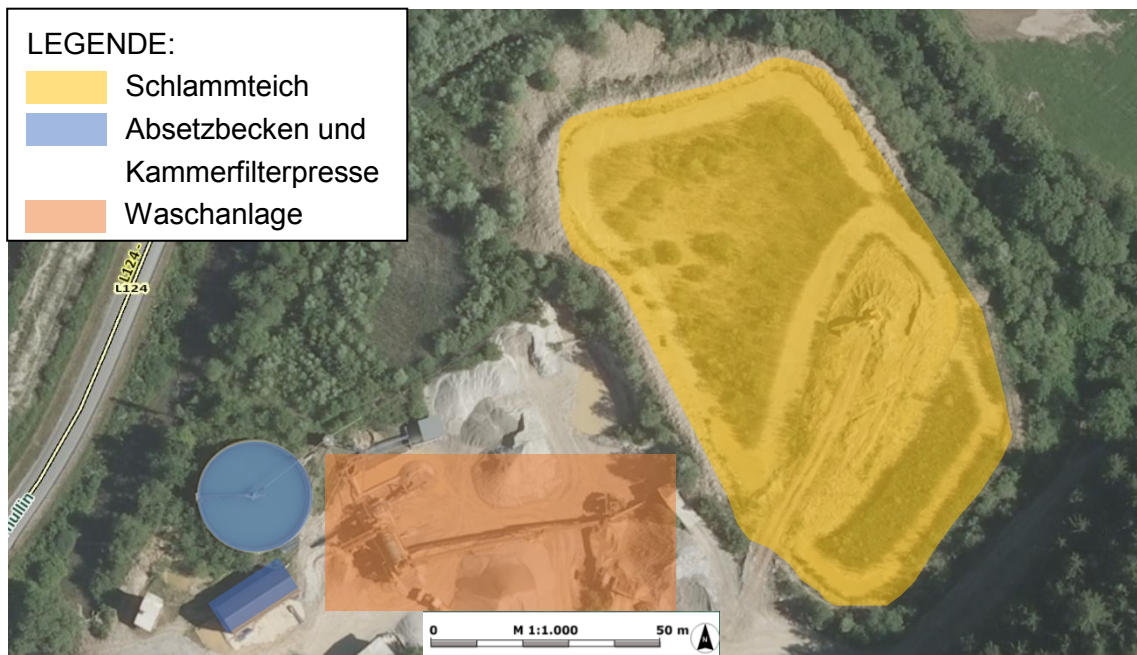 LEGENDE:
Schlammteich
Absetzbecken und
Kammerfilterpresse
Waschanlage
L124
L124
0 M 1:1.000 50 m
N